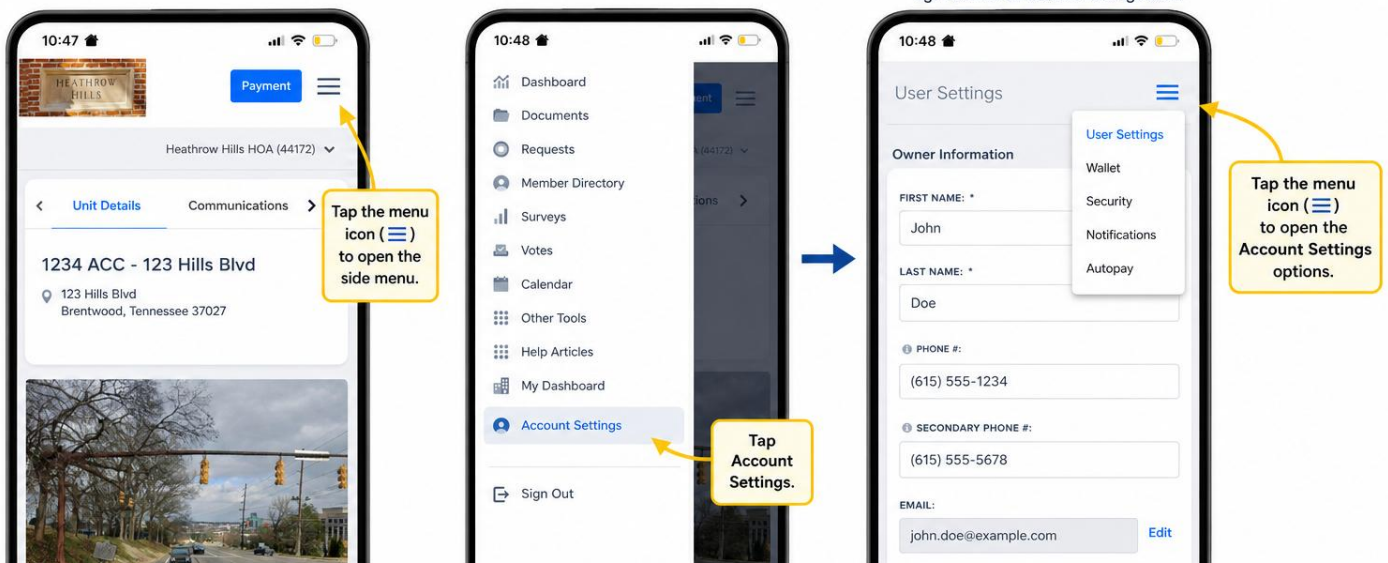 10:47
HEATHROW
HILLS
Payment
Heathrow Hills HOA (44172)
Unit Details
Communications
1234 ACC - 123 Hills Blvd
123 Hills Blvd
Brentwood, Tennessee 37027
Tap the menu
icon (☰)
to open the
side menu.
10:48
Dashboard
Documents
Requests
Member Directory
Surveys
Votes
Calendar
Other Tools
Help Articles
My Dashboard
Account Settings
Sign Out
ent
(44172)
ions
Tap
Account
Settings.
10:48
User Settings
User Settings
Wallet
Security
Notifications
Autopay
Owner Information
FIRST NAME: *
John
LAST NAME: *
Doe
PHONE #:
(615) 555-1234
SECONDARY PHONE #:
(615) 555-5678
EMAIL:
john.doe@example.com
Edit
Tap the menu
icon (☰)
to open the
Account Settings
options.